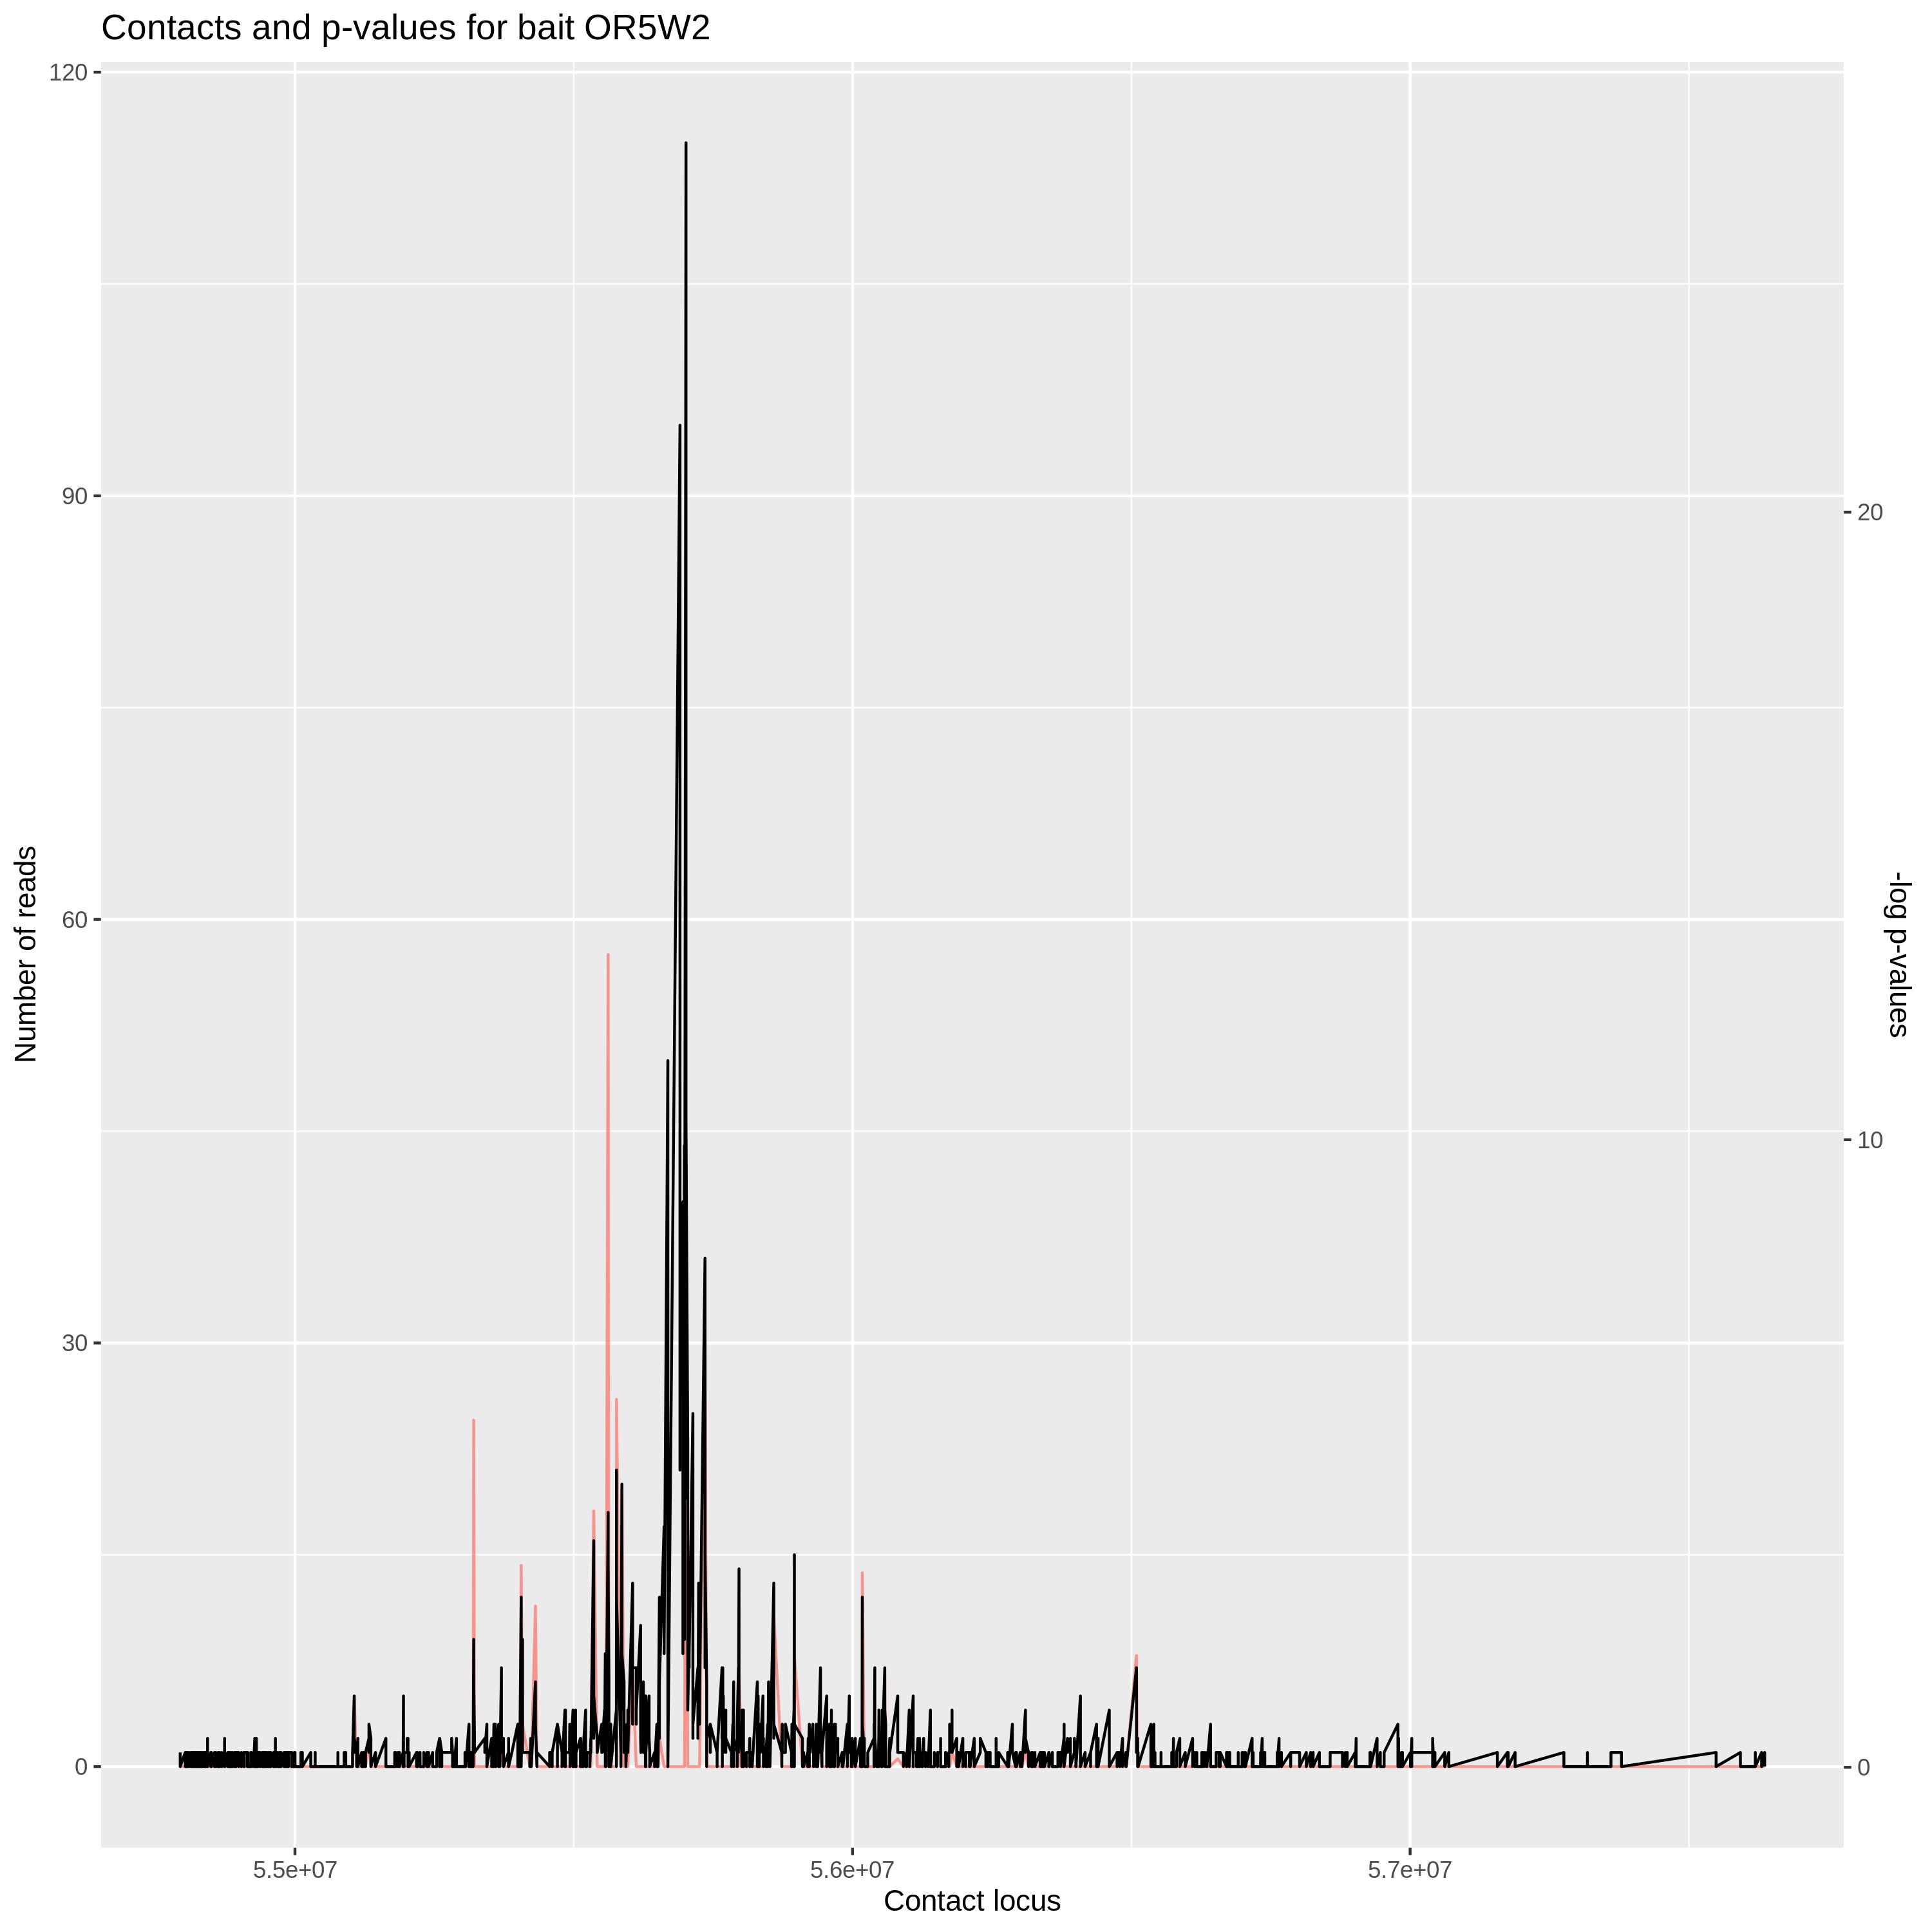 Contacts and p-values for bait OR5W2
120
90
60
30
0
Number of reads
20
10
0
-log p-values
5.5e+07
5.6e+07
5.7e+07
Contact locus